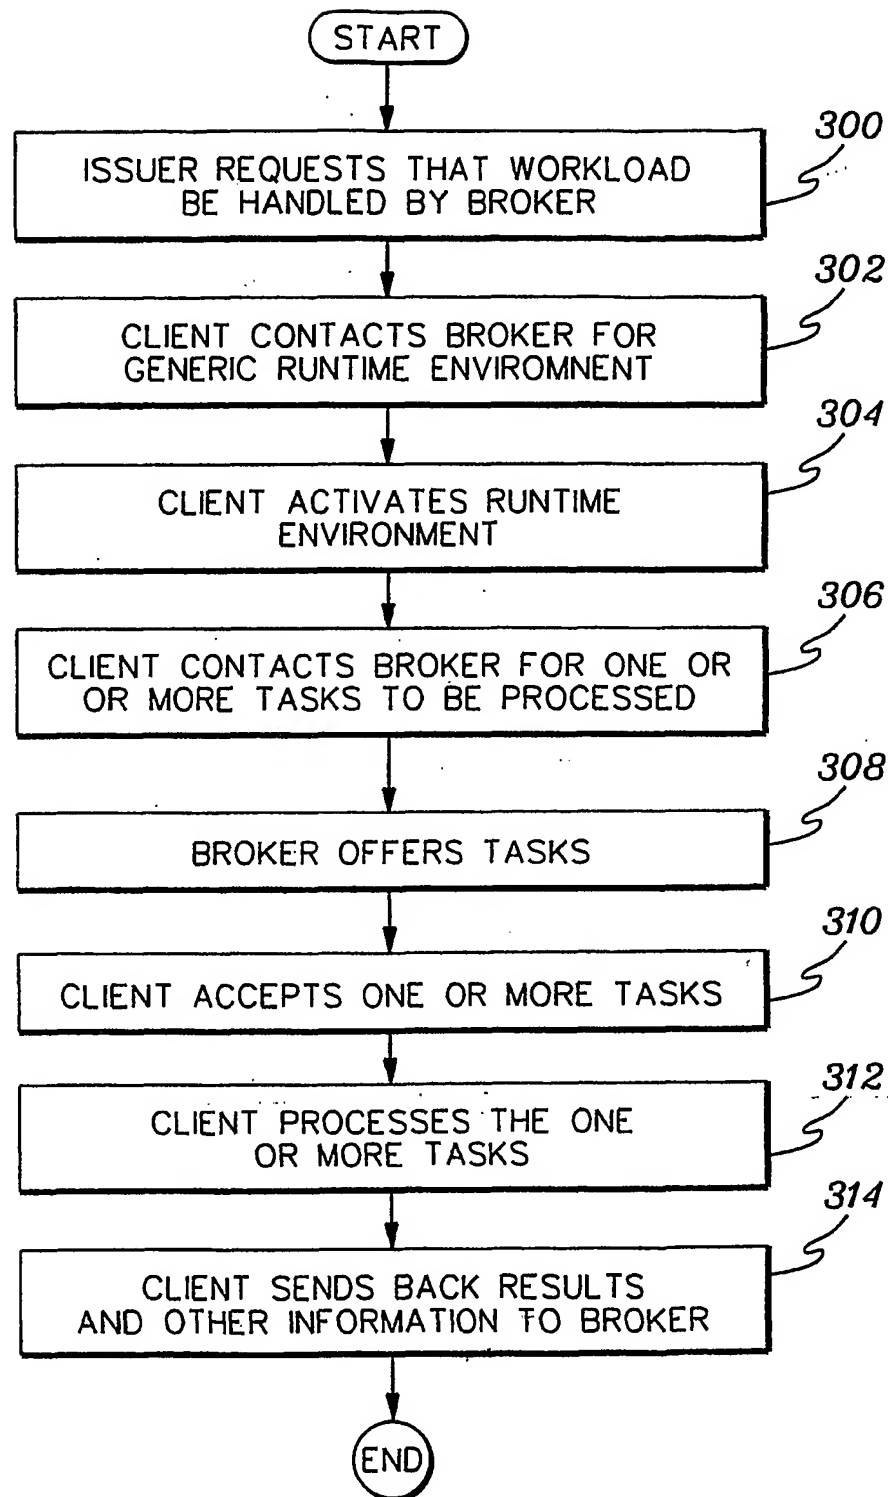 START
300
ISSUER REQUESTS THAT WORKLOAD
BE HANDLED BY BROKER
302
CLIENT CONTACTS BROKER FOR
GENERIC RUNTIME ENVIROMNENT
304
CLIENT ACTIVATES RUNTIME
ENVIRONMENT
306
CLIENT CONTACTS BROKER FOR ONE OR
OR MORE TASKS TO BE PROCESSED
308
BROKER OFFERS TASKS
310
CLIENT ACCEPTS ONE OR MORE TASKS
312
CLIENT PROCESSES THE ONE
OR MORE TASKS
314
CLIENT SENDS BACK RESULTS
AND OTHER INFORMATION TO BROKER
END